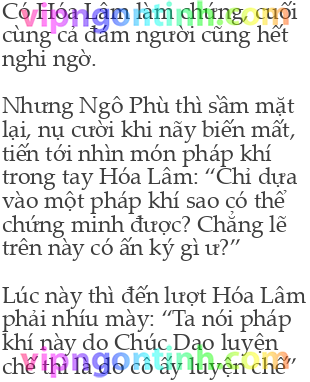 Có Hóa Lâm làm chứng, cuối
cùng cả đám người cũng hết
nghi ngờ.
Nhưng Ngô Phù thì sầm mặt
lại, nụ cười khi nãy biến mất,
tiến tới nhìn món pháp khí
trong tay Hóa Lâm: “Chỉ dựa
vào một pháp khí sao có thể
chứng minh được? Chẳng lẽ
trên này có ấn ký gì ư?”
Lúc này thì đến lượt Hóa Lâm
phải nhíu mày: “Ta nói pháp
khí này do Chúc Dao luyện
chế thì là do cô ấy luyện chế”
vipngontinh.com
vipngontinh.com